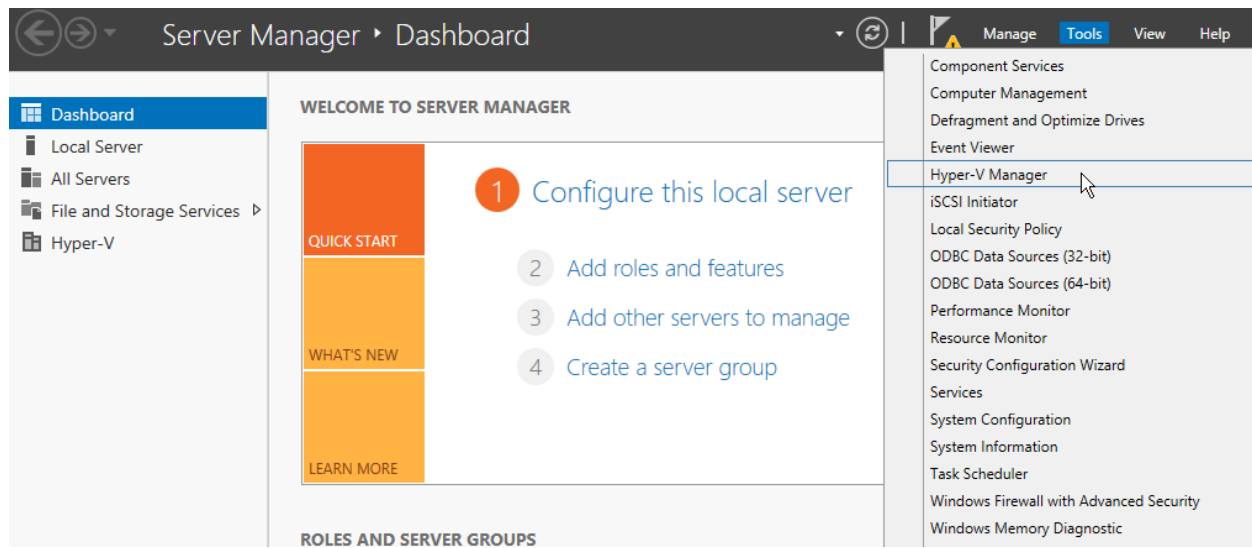 Server Manager ‣ Dashboard
Manage Tools View Help
Dashboard
Local Server
All Servers
File and Storage Services
Hyper-V
WELCOME TO SERVER MANAGER
QUICK START
WHAT'S NEW
LEARN MORE
1 Configure this local server
2 Add roles and features
3 Add other servers to manage
4 Create a server group
ROLES AND SERVER GROUPS
Component Services
Computer Management
Defragment and Optimize Drives
Event Viewer
Hyper-V Manager
iSCSI Initiator
Local Security Policy
ODBC Data Sources (32-bit)
ODBC Data Sources (64-bit)
Performance Monitor
Resource Monitor
Security Configuration Wizard
Services
System Configuration
System Information
Task Scheduler
Windows Firewall with Advanced Security
Windows Memory Diagnostic